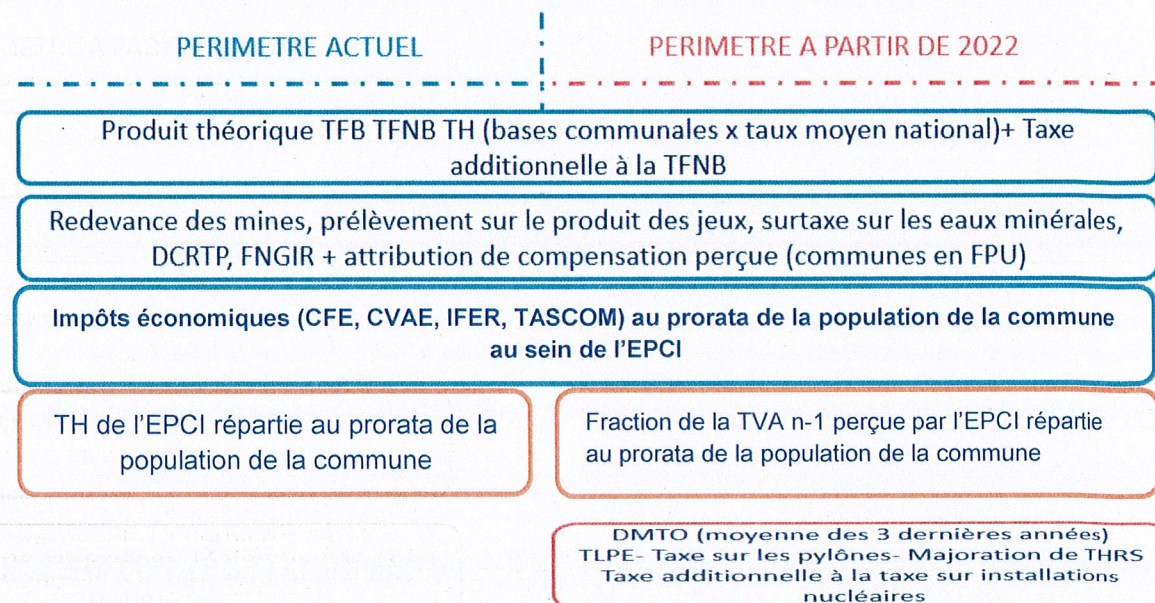 PERIMETRE ACTUEL
PERIMETRE A PARTIR DE 2022
Produit théorique TFB TFNB TH (bases communales x taux moyen national)+ Taxe
additionnelle à la TFNB
Redevance des mines, prélèvement sur le produit des jeux, surtaxe sur les eaux minérales,
DCRTP, FNGIR + attribution de compensation perçue (communes en FPU)
Impôts économiques (CFE, CVAE, IFER, TASCOM) au prorata de la population de la commune
au sein de l'EPCI
TH de l'EPCI répartie au prorata de la
population de la commune
Fraction de la TVA n-1 perçue par l'EPCI répartie
au prorata de la population de la commune
DMTO (moyenne des 3 dernières années)
TLPE- Taxe sur les pylônes- Majoration de THRS
Taxe additionnelle à la taxe sur installations
nucléaires